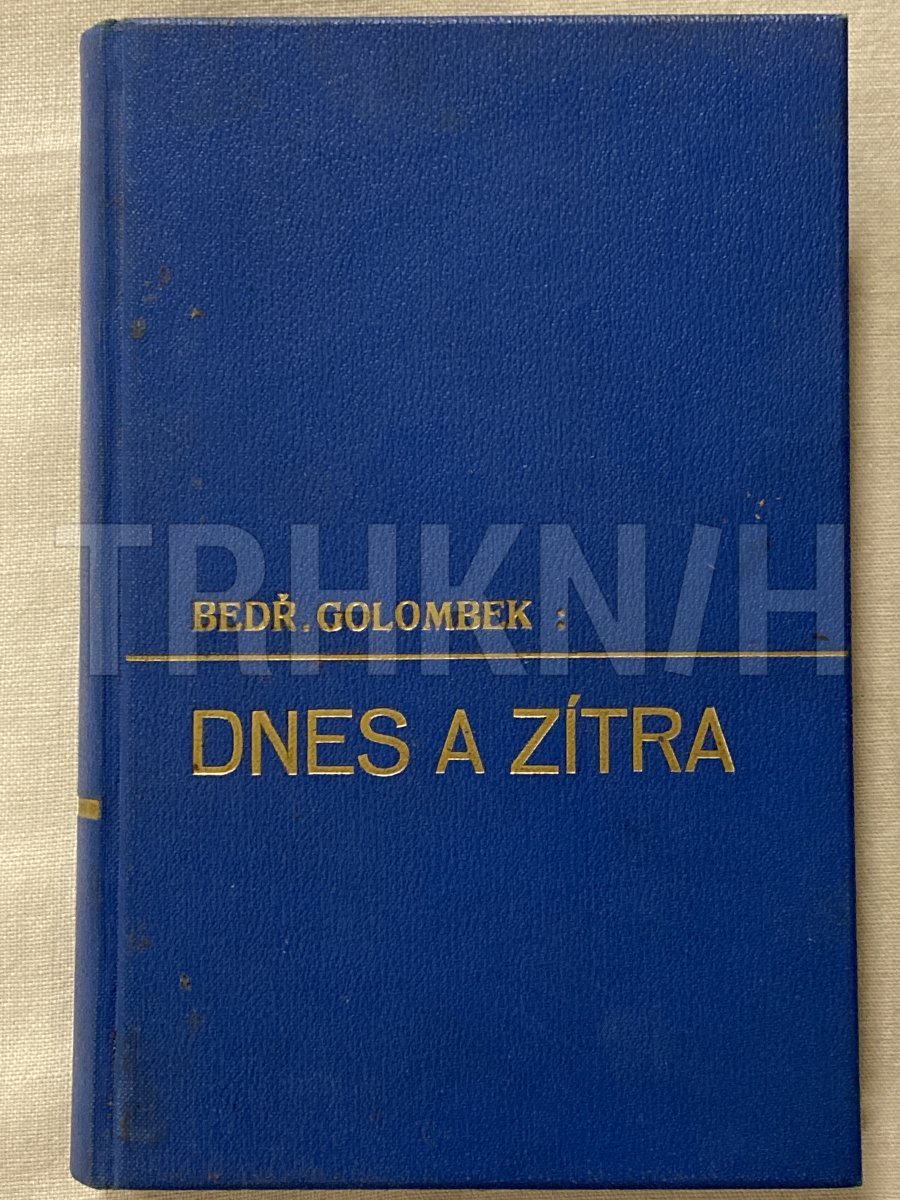 TRHKNIH
BEDŘ. GOLOMBEK :
DNES A ZÍTRA